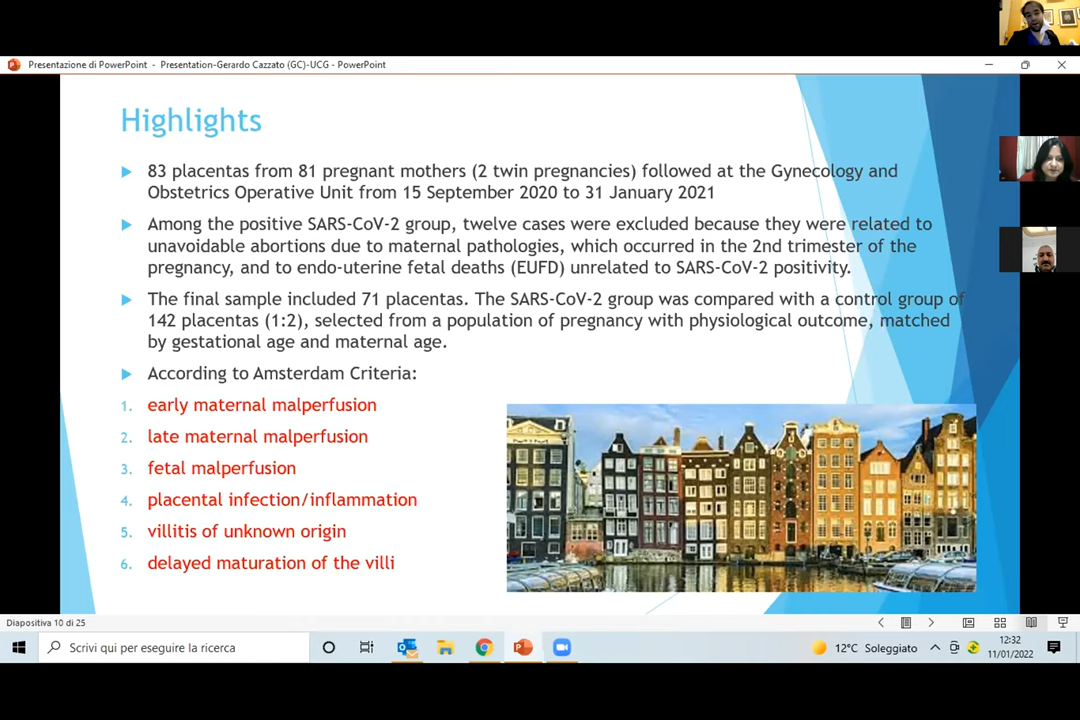 Presentazione di PowerPoint - Presentation-Gerardo Cazzato (GC)-UCG - PowerPoint
Highlights
83 placentas from 81 pregnant mothers (2 twin pregnancies) followed at the Gynecology and
Obstetrics Operative Unit from 15 September 2020 to 31 January 2021
Among the positive SARS-CoV-2 group, twelve cases were excluded because they were related to
unavoidable abortions due to maternal pathologies, which occurred in the 2nd trimester of the
pregnancy, and to endo-uterine fetal deaths (EUFD) unrelated to SARS-CoV-2 positivity.
The final sample included 71 placentas. The SARS-CoV-2 group was compared with a control group of
142 placentas (1:2), selected from a population of pregnancy with physiological outcome, matched
by gestational age and maternal age.
According to Amsterdam Criteria:
1. early maternal malperfusion
2. late maternal malperfusion
3. fetal malperfusion
4. placental infection/inflammation
5. villitis of unknown origin
6. delayed maturation of the villi
Diapositiva 10 di 25
Scrivi qui per eseguire la ricerca
12°C Soleggiato
12:32
11/01/2022